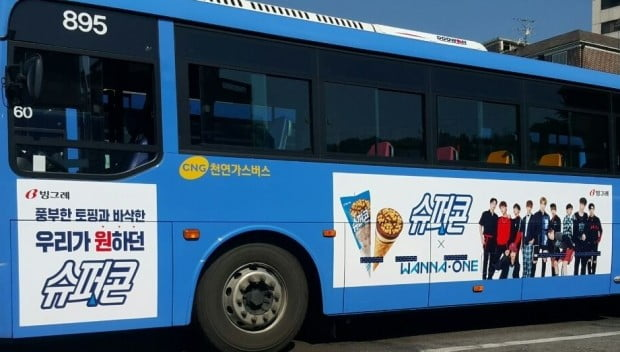 895
60
DOOWON
CNG 천연가스버스
빙그레
풍부한 토핑과 바삭한
우리가 원하던
슈퍼콘
빙그레
슈퍼콘
×
WANNA·ONE